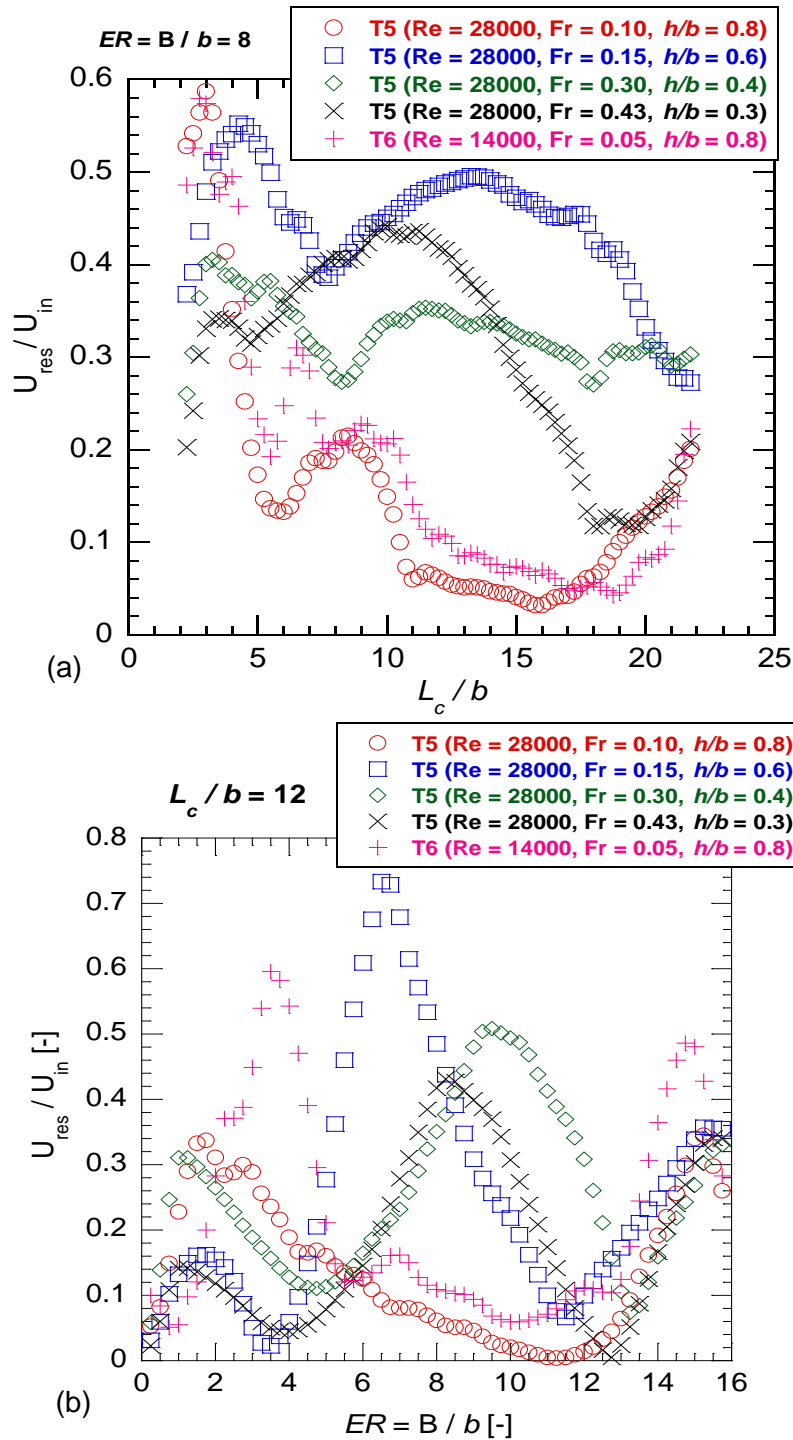 ER = B / b = 8
T5 (Re = 28000, Fr = 0.10, h/b = 0.8)
T5 (Re = 28000, Fr = 0.15, h/b = 0.6)
T5 (Re = 28000, Fr = 0.30, h/b = 0.4)
T5 (Re = 28000, Fr = 0.43, h/b = 0.3)
T6 (Re = 14000, Fr = 0.05, h/b = 0.8)
0.6
0.5
0.4
0.3
0.2
0.1
0
U_res / U_in
0 5 10 15 20 25
(a)
L_c / b
T5 (Re = 28000, Fr = 0.10, h/b = 0.8)
T5 (Re = 28000, Fr = 0.15, h/b = 0.6)
T5 (Re = 28000, Fr = 0.30, h/b = 0.4)
T5 (Re = 28000, Fr = 0.43, h/b = 0.3)
T6 (Re = 14000, Fr = 0.05, h/b = 0.8)
L_c / b = 12
0.8
0.7
0.6
0.5
0.4
0.3
0.2
0.1
0
U_res / U_in [-]
0 2 4 6 8 10 12 14 16
(b)
ER = B / b [-]